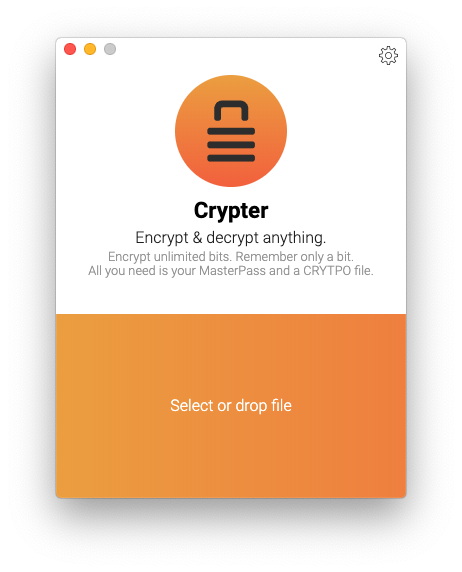 Crypter
Encrypt & decrypt anything.
Encrypt unlimited bits. Remember only a bit.
All you need is your MasterPass and a CRYTPO file.
Select or drop file